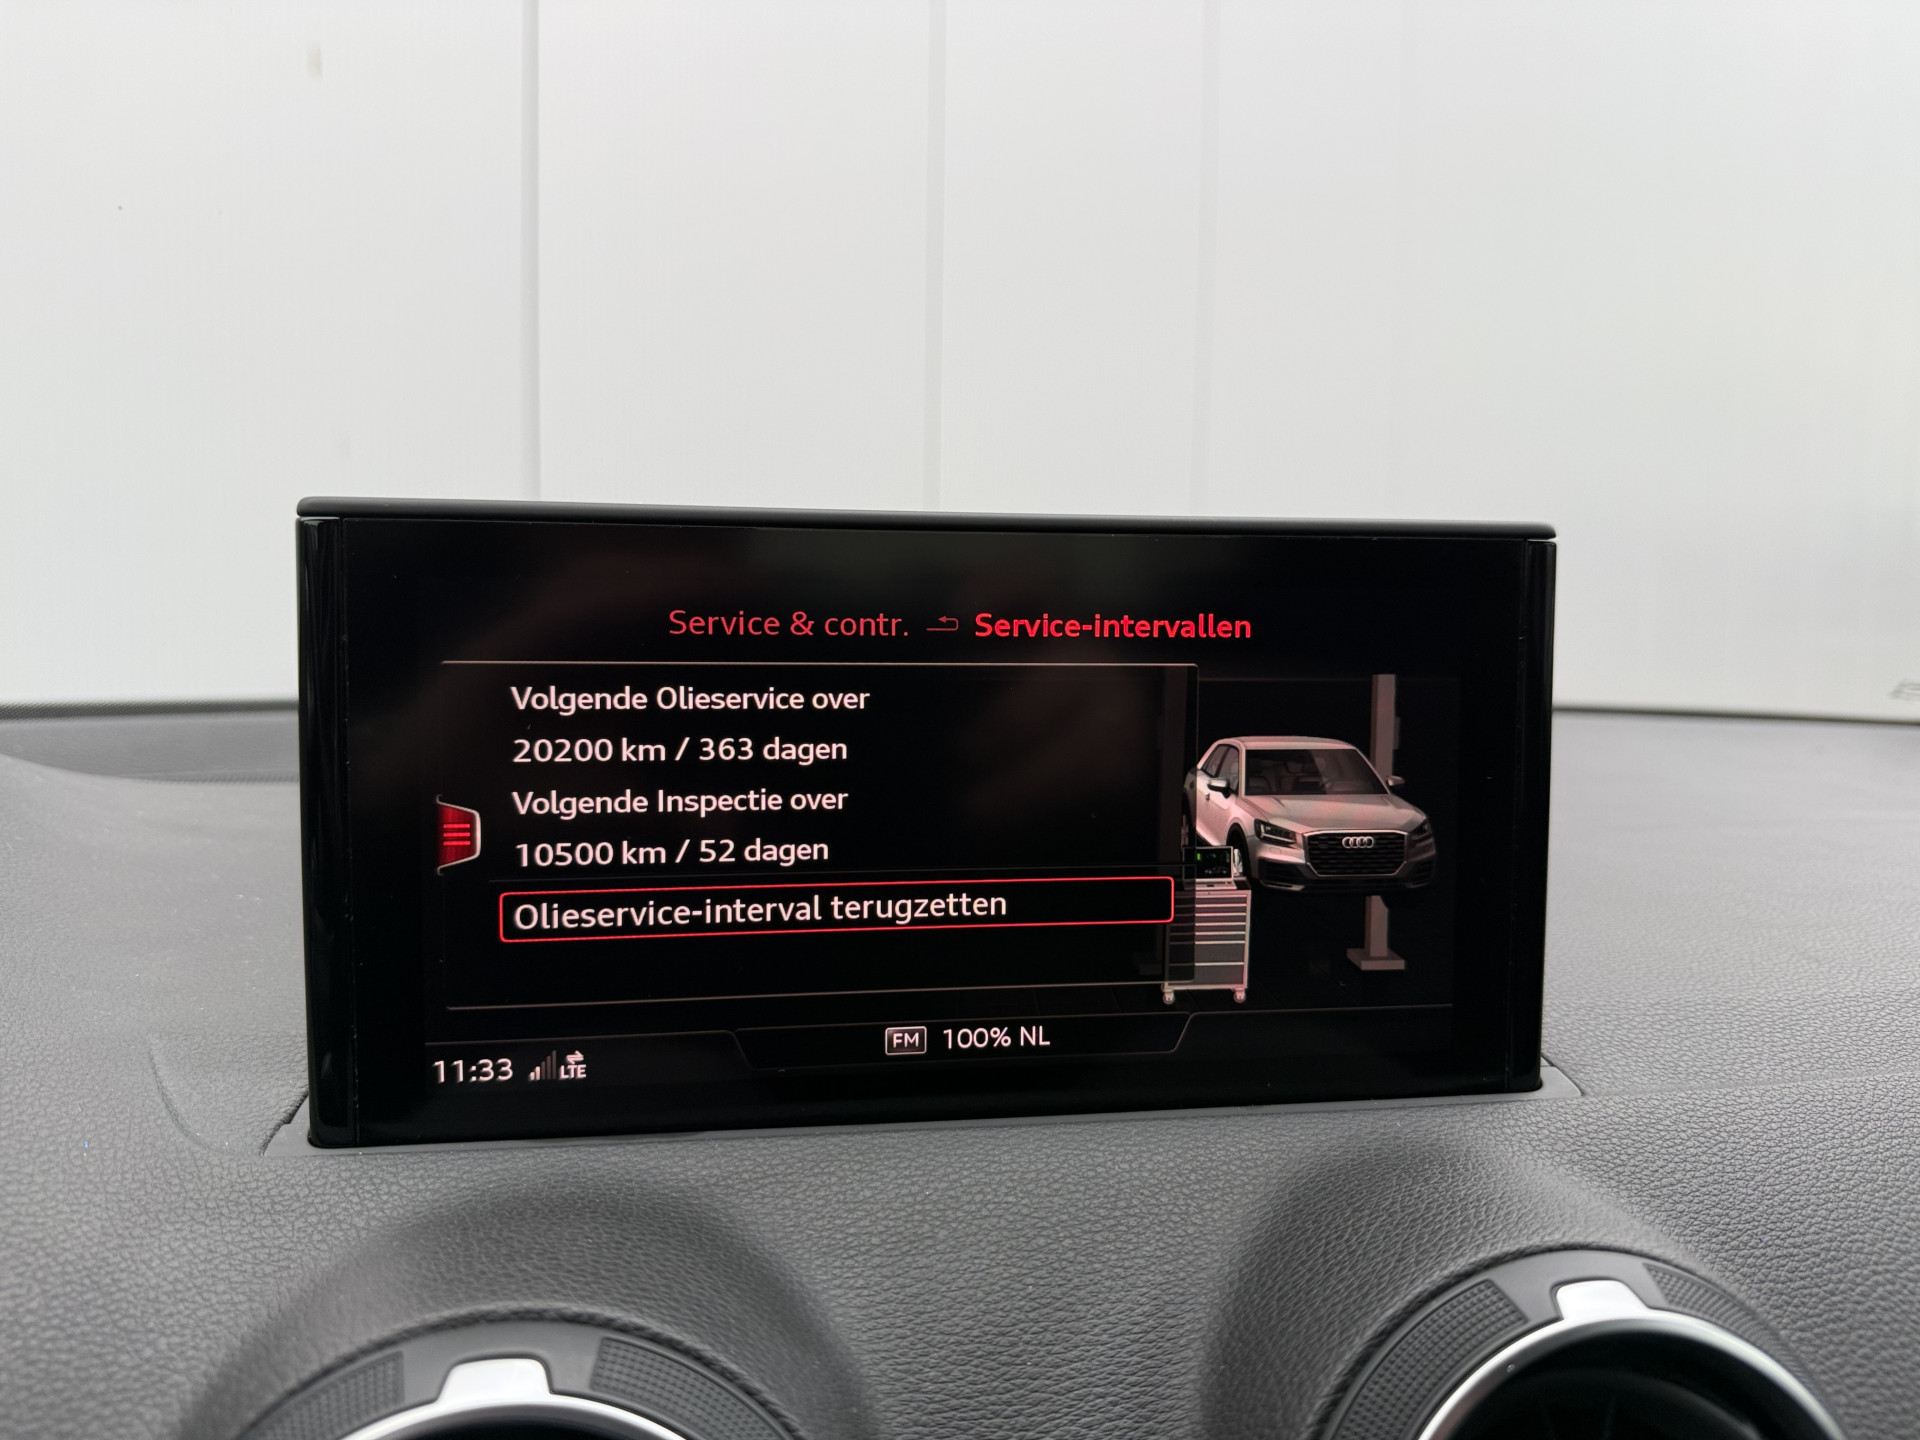 Service & contr. Service-intervallen
Volgende Olieservice over
20200 km / 363 dagen
Volgende Inspectie over
10500 km / 52 dagen
Olieservice-interval terugzetten
FM 100% NL
11:33 LTE